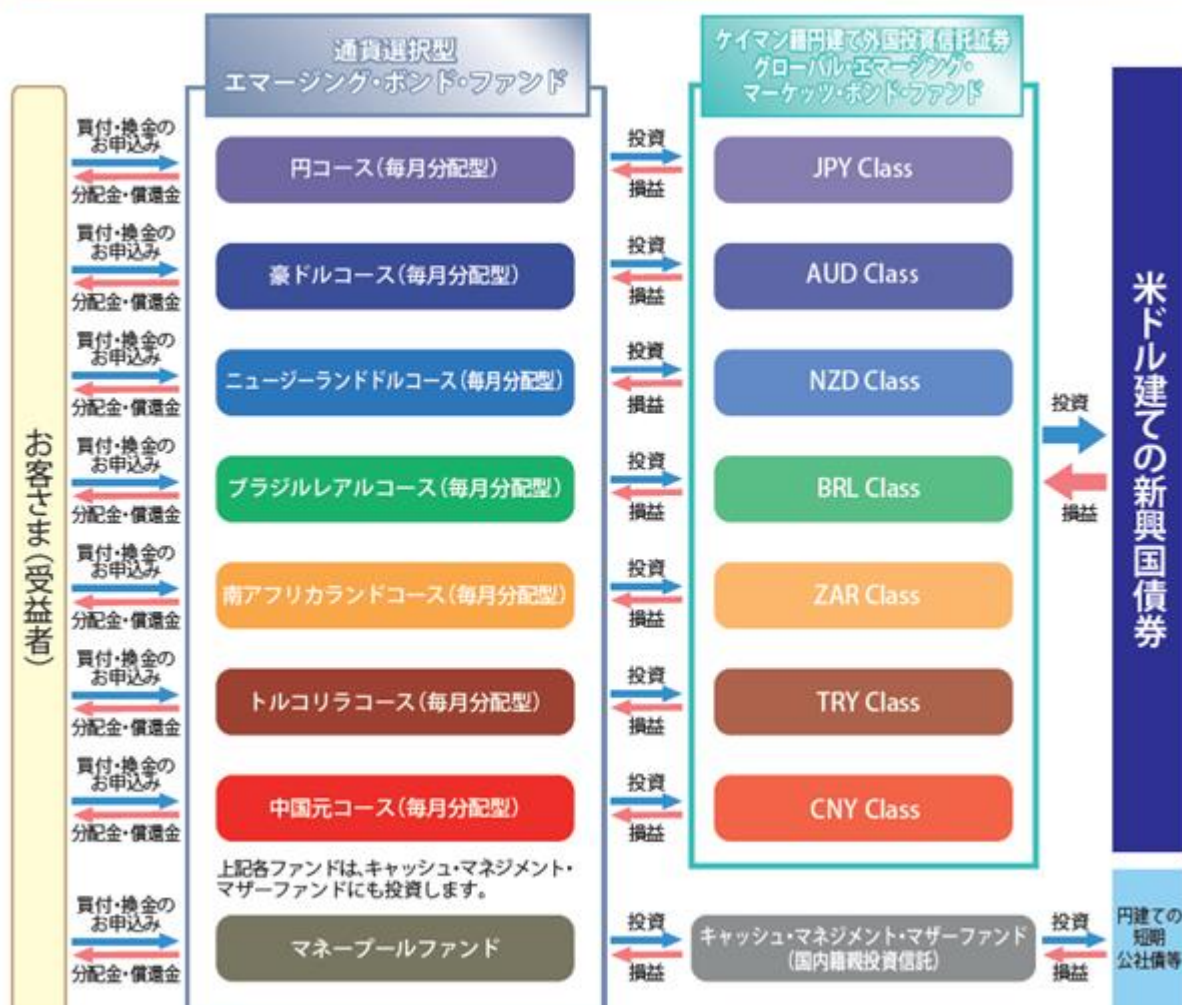 通貨選択型
エマージング・ボンド・ファンド
ケイマン籍円建て外国投資信託証券
グローバル・エマージング・
マーケッツ・ボンド・ファンド
お客さま(受益者)
買付・換金の
お申込み
分配金・償還金
円コース(毎月分配型)
投資
損益
JPY Class
買付・換金の
お申込み
分配金・償還金
豪ドルコース(毎月分配型)
投資
損益
AUD Class
買付・換金の
お申込み
分配金・償還金
ニュージーランドドルコース(毎月分配型)
投資
損益
NZD Class
買付・換金の
お申込み
分配金・償還金
ブラジルレアルコース(毎月分配型)
投資
損益
BRL Class
買付・換金の
お申込み
分配金・償還金
南アフリカランドコース(毎月分配型)
投資
損益
ZAR Class
買付・換金の
お申込み
分配金・償還金
トルコリラコース(毎月分配型)
投資
損益
TRY Class
買付・換金の
お申込み
分配金・償還金
中国元コース(毎月分配型)
投資
損益
CNY Class
投資
損益
米ドル建ての新興国債券
上記各ファンドは、キャッシュ・マネジメント・
マザーファンドにも投資します。
買付・換金の
お申込み
分配金・償還金
マネープールファンド
投資
損益
キャッシュ・マネジメント・マザーファンド
(国内籍親投資信託)
投資
損益
円建ての
短期
公社債等